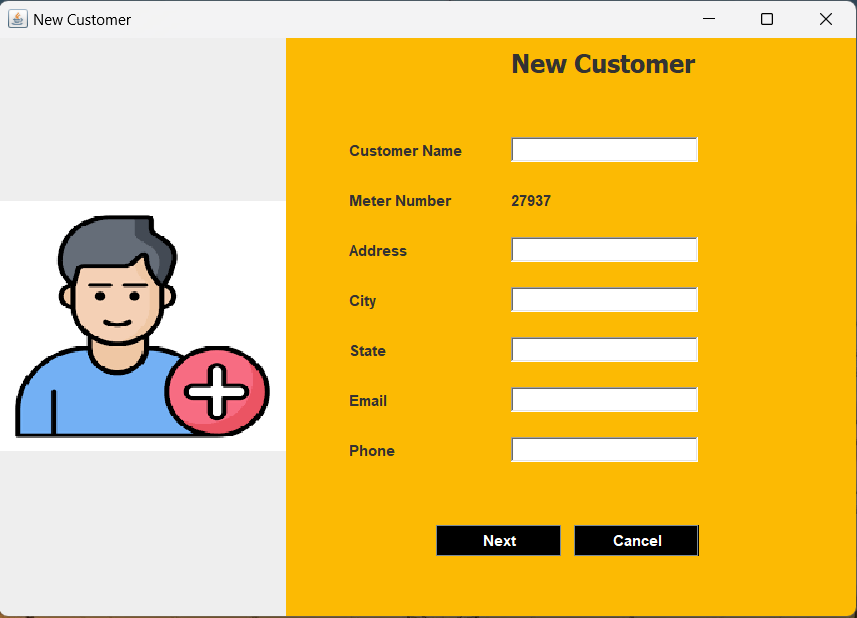 New Customer
New Customer
Customer Name
Meter Number 27937
Address
City
State
Email
Phone
Next Cancel